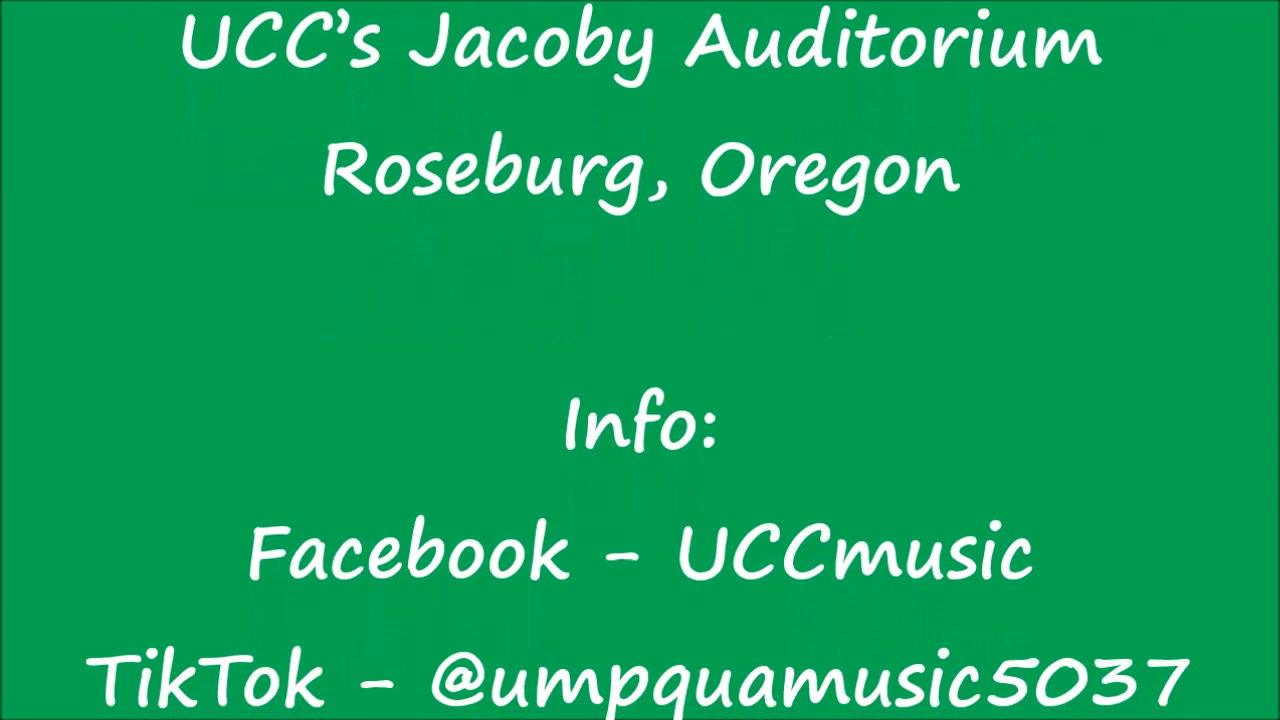 UCC's Jacoby Auditorium
Roseburg, Oregon
Info:
Facebook - UCCmusic
TikTok - @umpquamusic5037